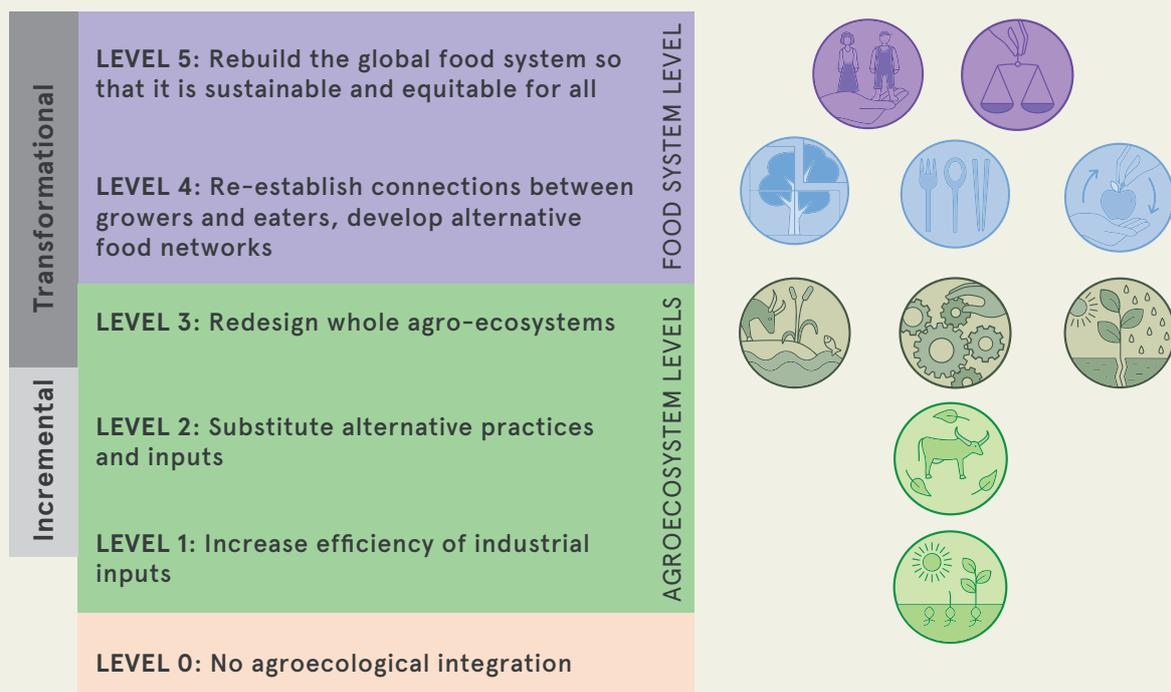 Transformational
Incremental
LEVEL 5: Rebuild the global food system so
that it is sustainable and equitable for all
LEVEL 4: Re-establish connections between
growers and eaters, develop alternative
food networks
FOOD SYSTEM LEVEL
LEVEL 3: Redesign whole agro-ecosystems
LEVEL 2: Substitute alternative practices
and inputs
LEVEL 1: Increase efficiency of industrial
inputs
AGROECOSYSTEM LEVELS
LEVEL 0: No agroecological integration